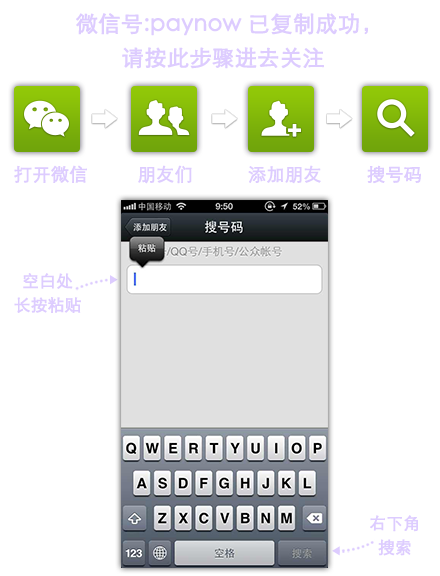 微信号:paynow 已复制成功，
请按此步骤进去关注
打开微信
朋友们
添加朋友
搜号码
中国移动
9:50
52%
添加朋友
搜号码
粘贴
/QQ号/手机号/公众帐号
空白处
长按粘贴
Q W E R T Y U I O P
A S D F G H J K L
Z X C V B N M
123
空格
搜索
右下角
搜索